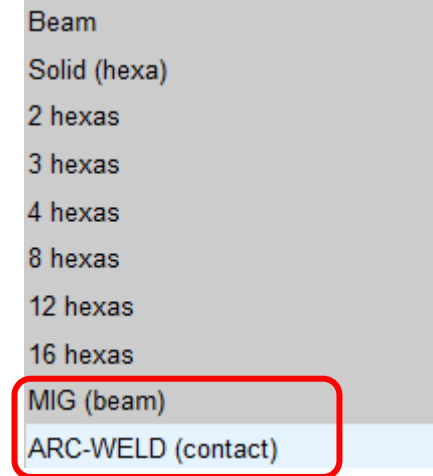 Beam
Solid (hexa)
2 hexas
3 hexas
4 hexas
8 hexas
12 hexas
16 hexas
MIG (beam)
ARC-WELD (contact)